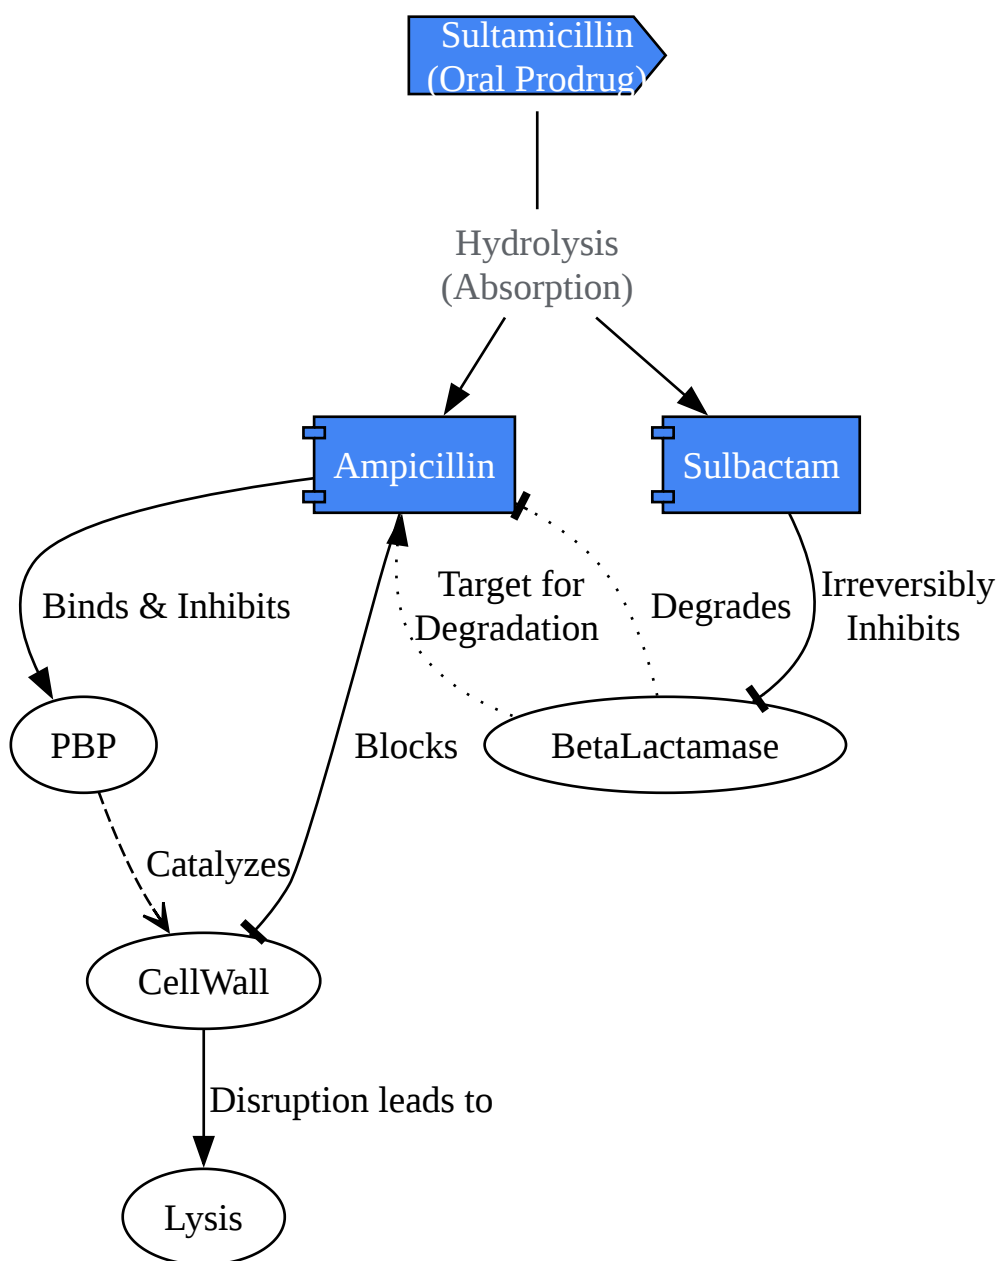 Sultamicillin
(Oral Prodrug)
Hydrolysis
(Absorption)
Ampicillin
Sulbactam
Binds & Inhibits
Target for
Degradation
Degrades
Irreversibly
Inhibits
PBP
Blocks
BetaLactamase
Catalyzes
CellWall
Disruption leads to
Lysis